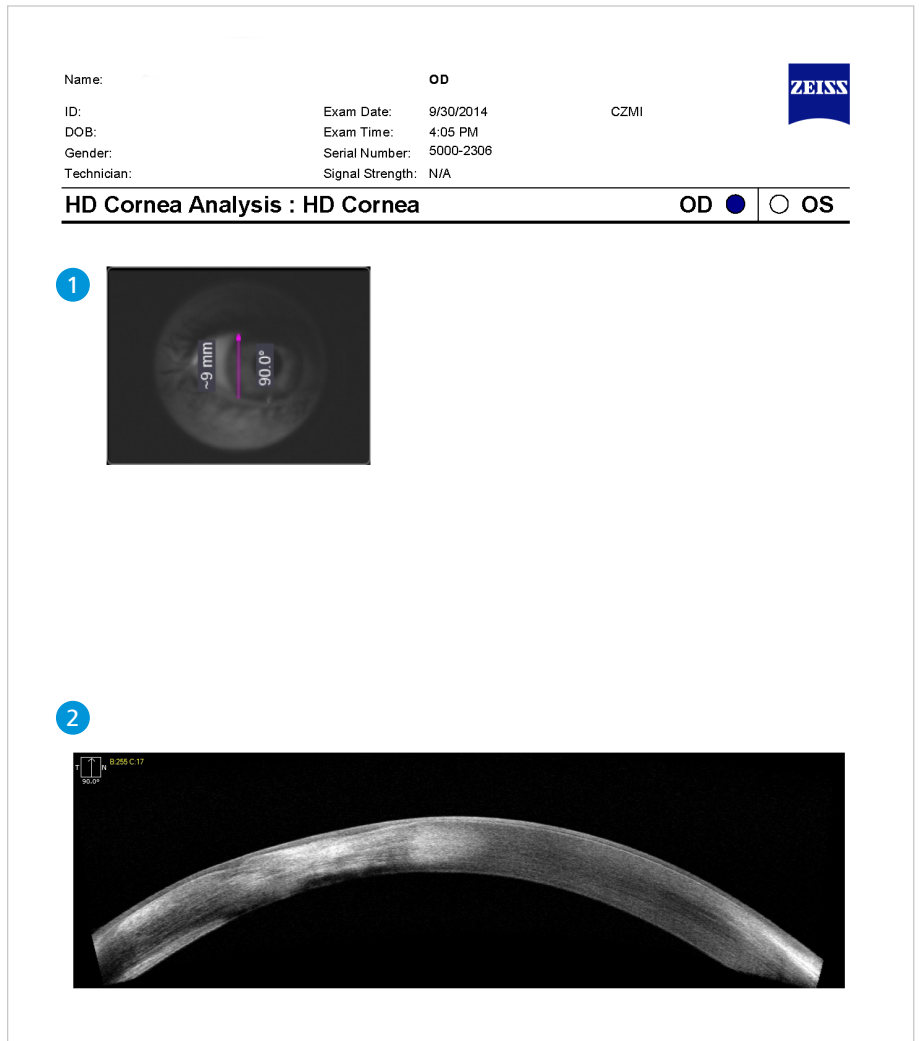 Name: OD
ZEISS
ID: Exam Date: 9/30/2014 CZMI
DOB: Exam Time: 4:05 PM
Gender: Serial Number: 5000-2306
Technician: Signal Strength: N/A
HD Cornea Analysis : HD Cornea OD OS
1
~9 mm
90.0°
2
T N B:255 C:17
90.0°